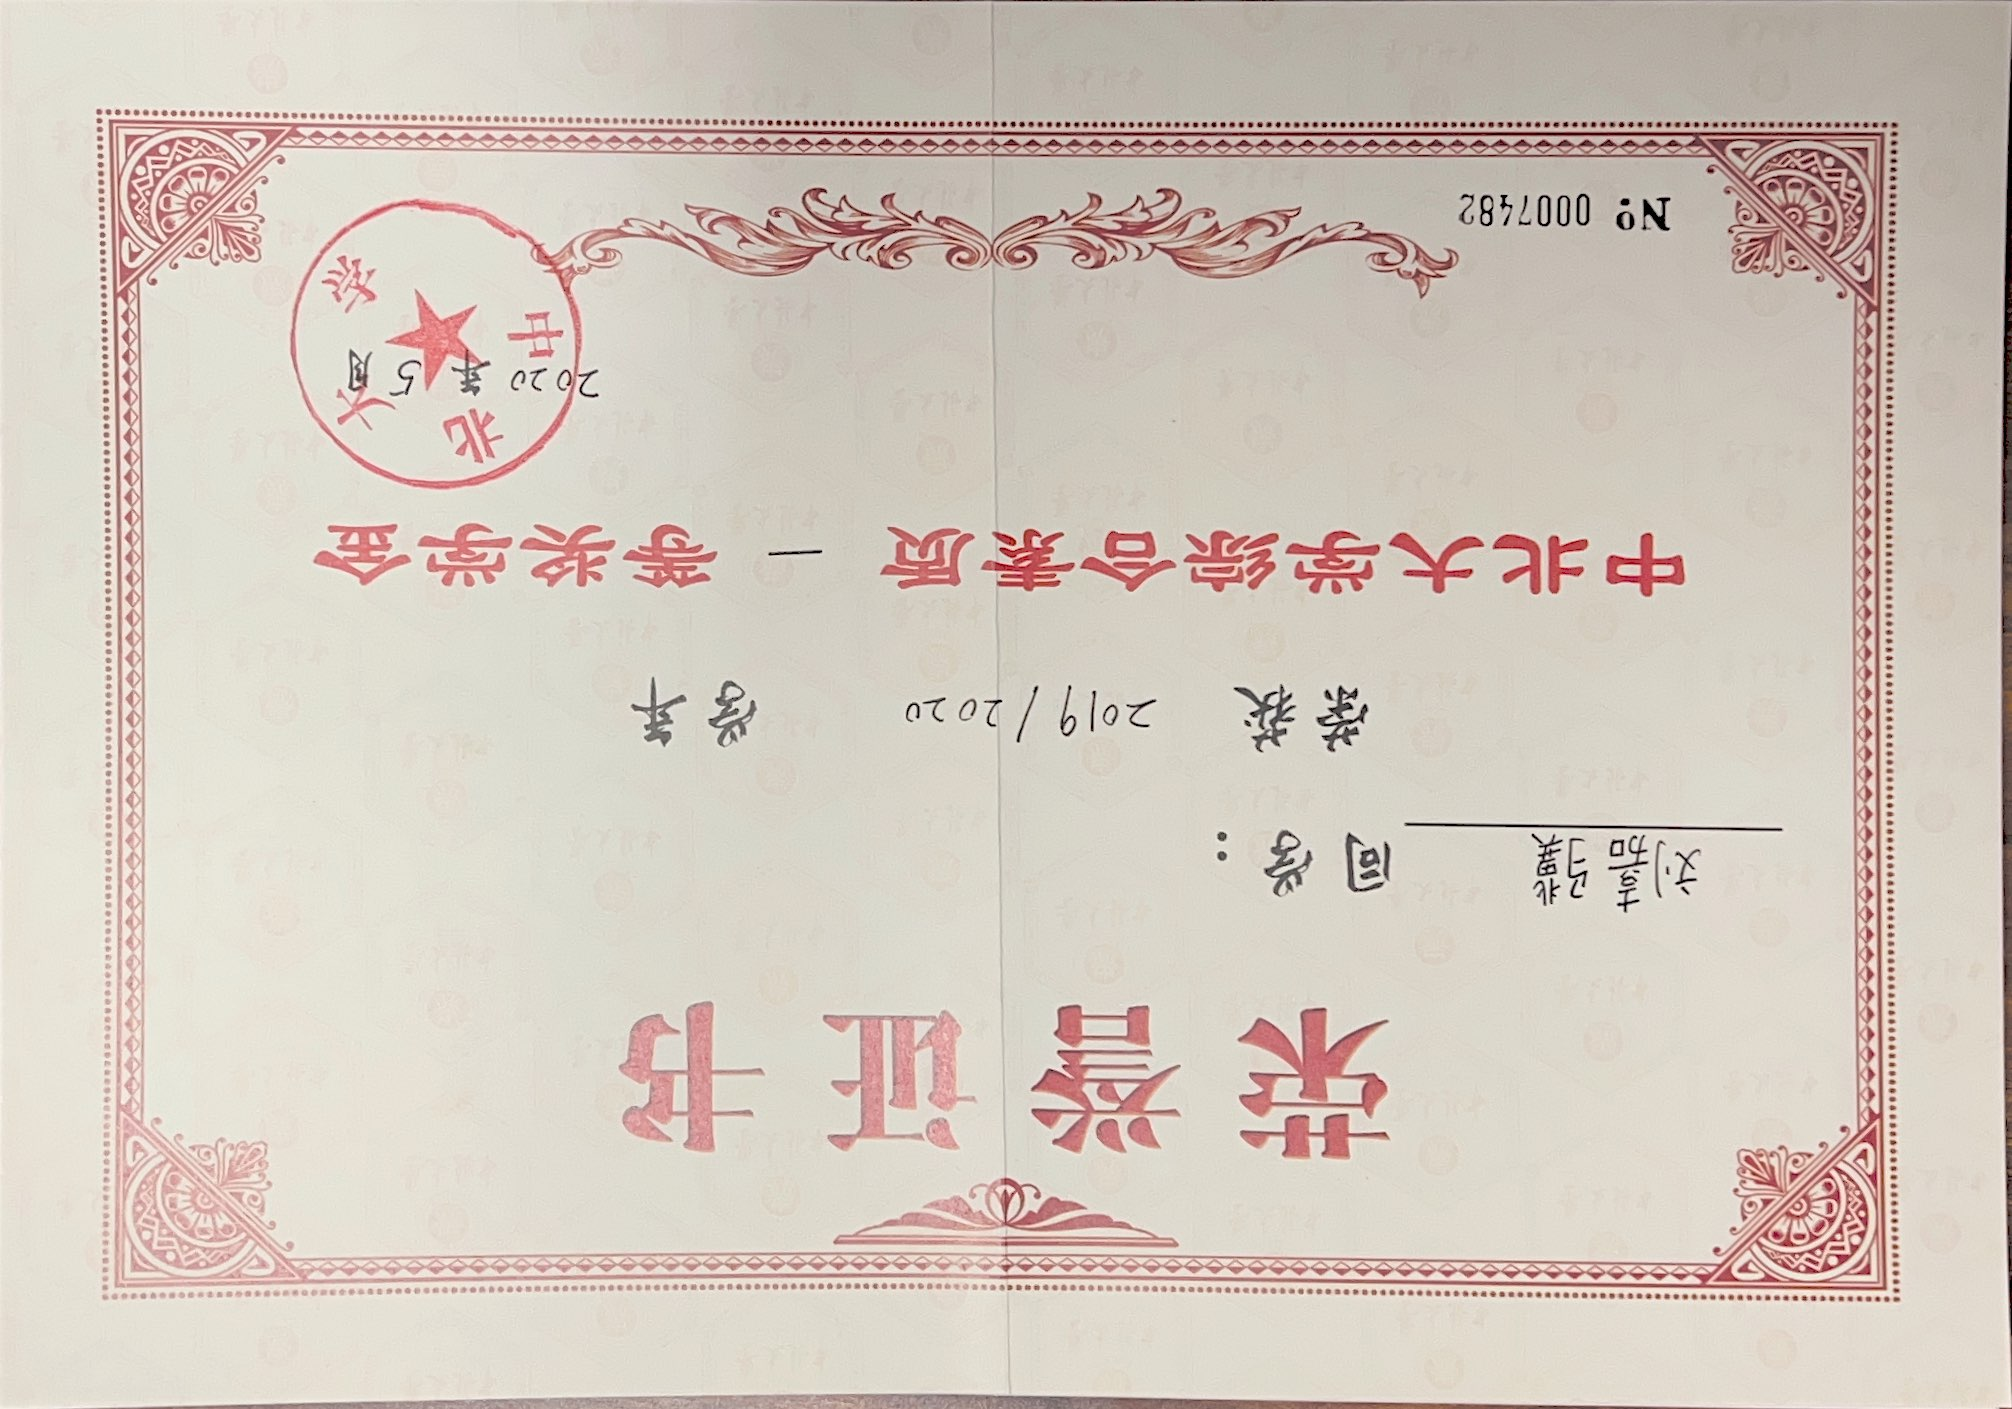 荣誉证书
刘嘉骥 同学：
荣获 2019/2020 学年
中北大学综合素质 一 等奖学金
中北大学
2020年5月
№ 0007482